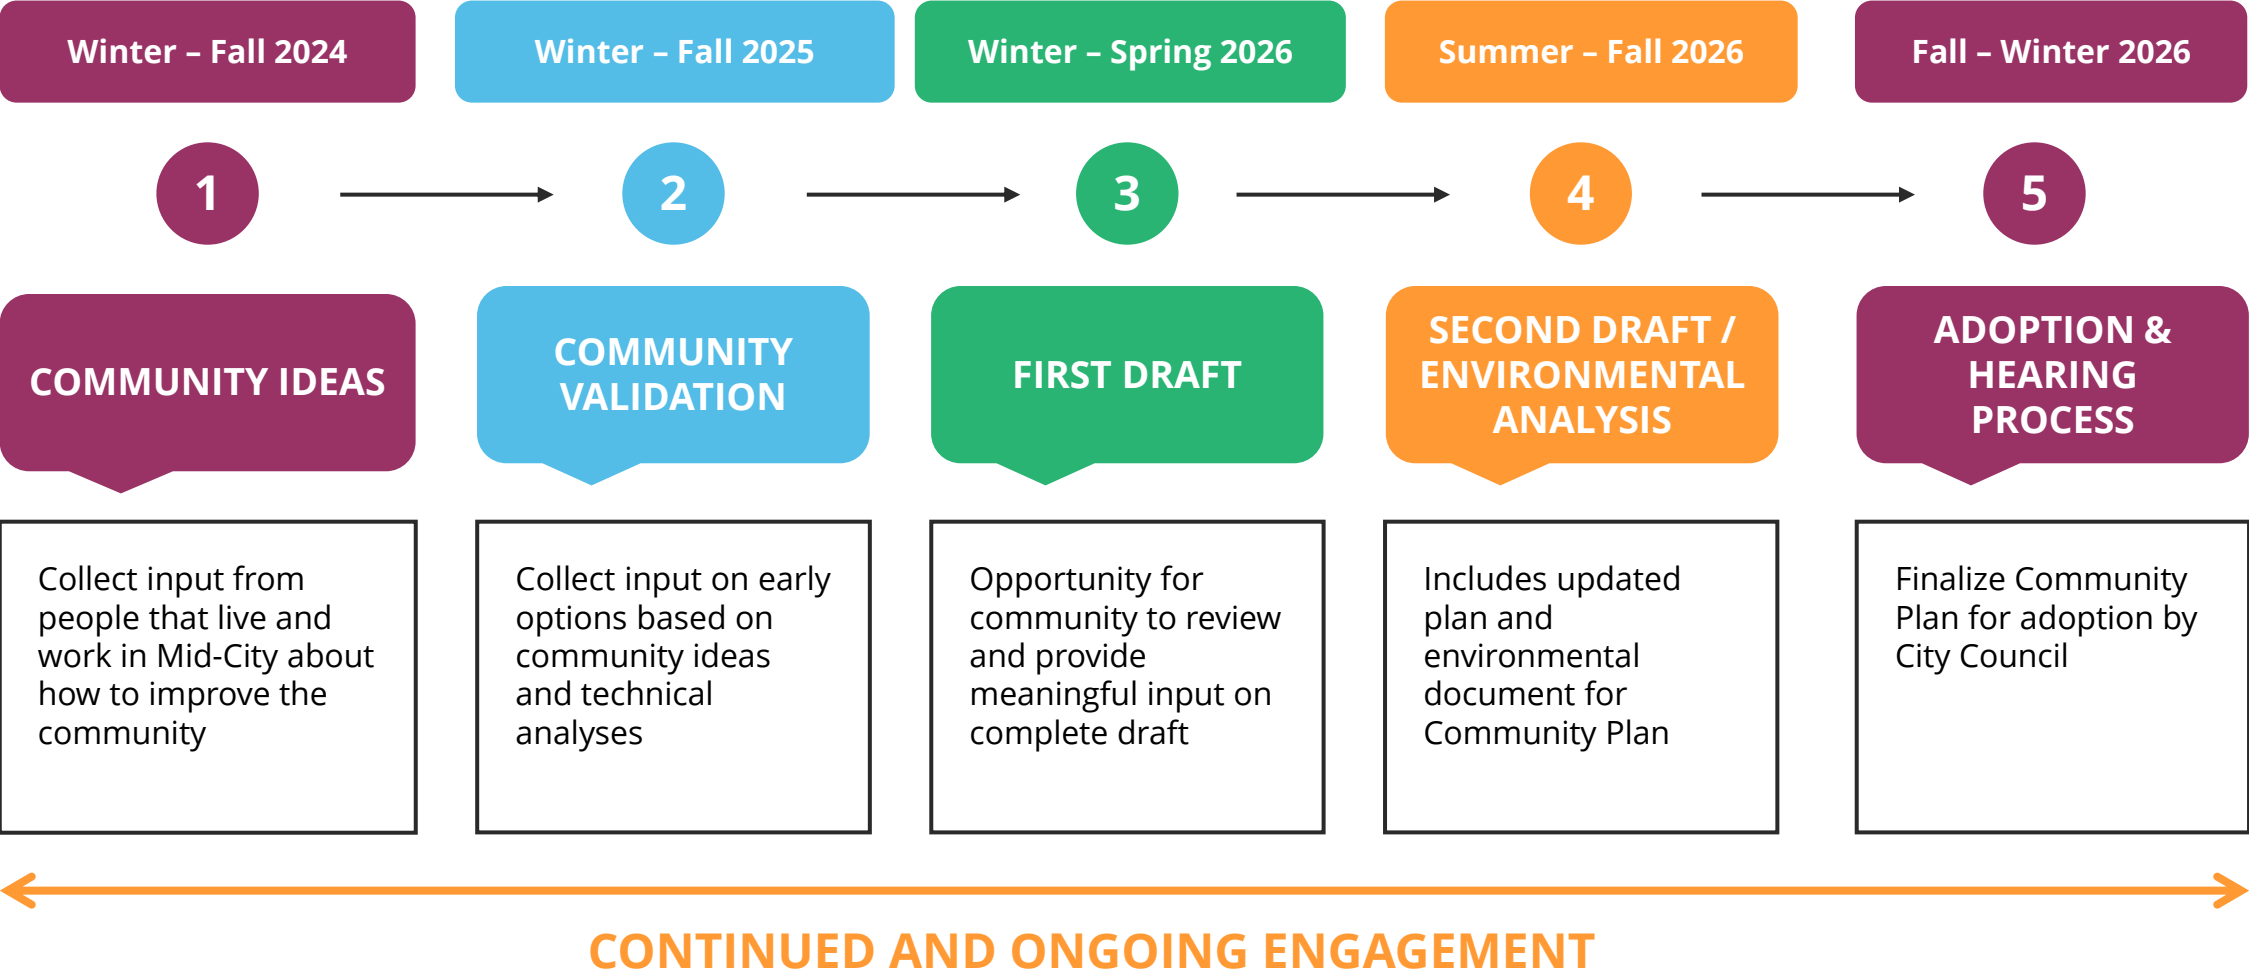 Winter – Fall 2024
Winter – Fall 2025
Winter – Spring 2026
Summer – Fall 2026
Fall – Winter 2026
1
2
3
4
5
COMMUNITY IDEAS
COMMUNITY
VALIDATION
FIRST DRAFT
SECOND DRAFT /
ENVIRONMENTAL
ANALYSIS
ADOPTION &
HEARING
PROCESS
Collect input from
people that live and
work in Mid-City about
how to improve the
community
Collect input on early
options based on
community ideas
and technical
analyses
Opportunity for
community to review
and provide
meaningful input on
complete draft
Includes updated
plan and
environmental
document for
Community Plan
Finalize Community
Plan for adoption by
City Council
CONTINUED AND ONGOING ENGAGEMENT